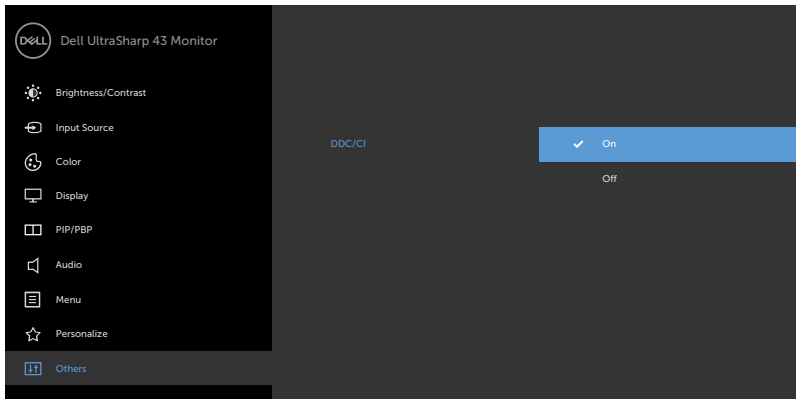 DELL Dell UltraSharp 43 Monitor
Brightness/Contrast
Input Source
Color
Display
PIP/PBP
Audio
Menu
Personalize
Others
DDC/CI
On
Off